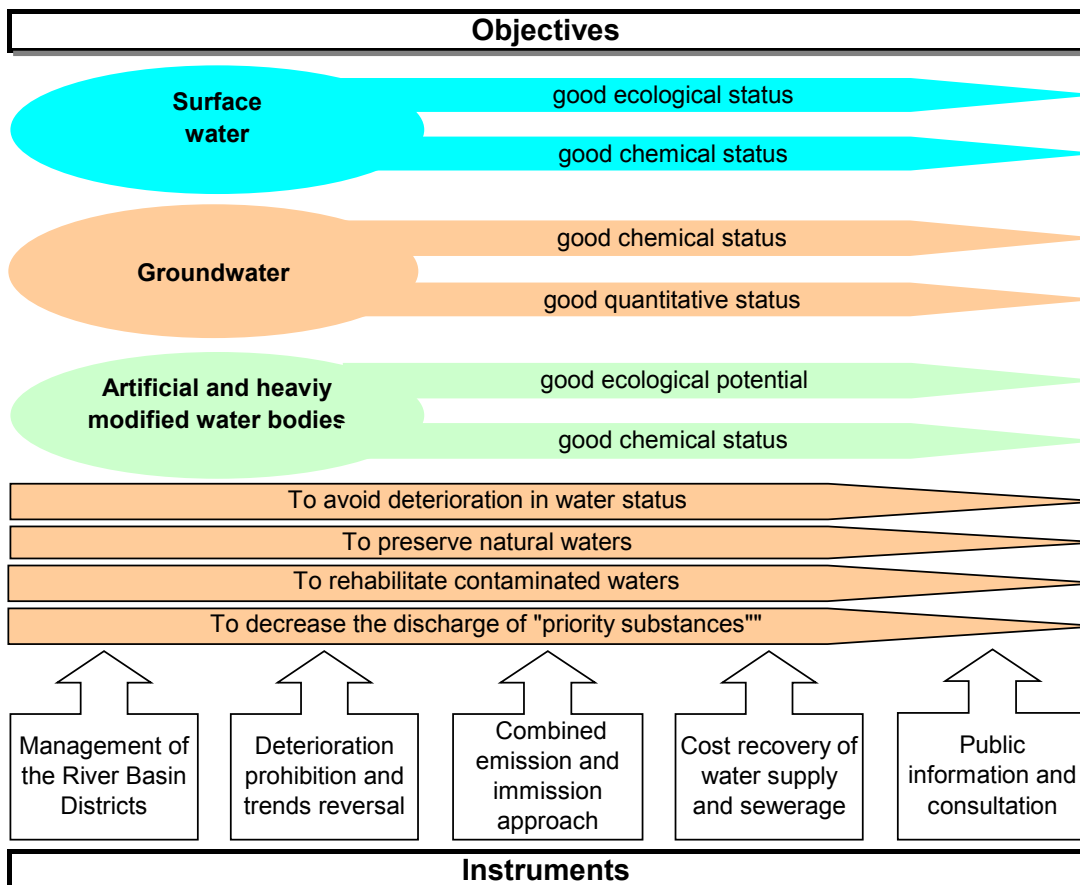 Objectives
Surface
water
good ecological status
good chemical status
Groundwater
good chemical status
good quantitative status
Artificial and heaviy
modified water bodies
good ecological potential
good chemical status
To avoid deterioration in water status
To preserve natural waters
To rehabilitate contaminated waters
To decrease the discharge of "priority substances""
Management of
the River Basin
Districts
Deterioration
prohibition and
trends reversal
Combined
emission and
immission
approach
Cost recovery of
water supply
and sewerage
Public
information and
consultation
Instruments